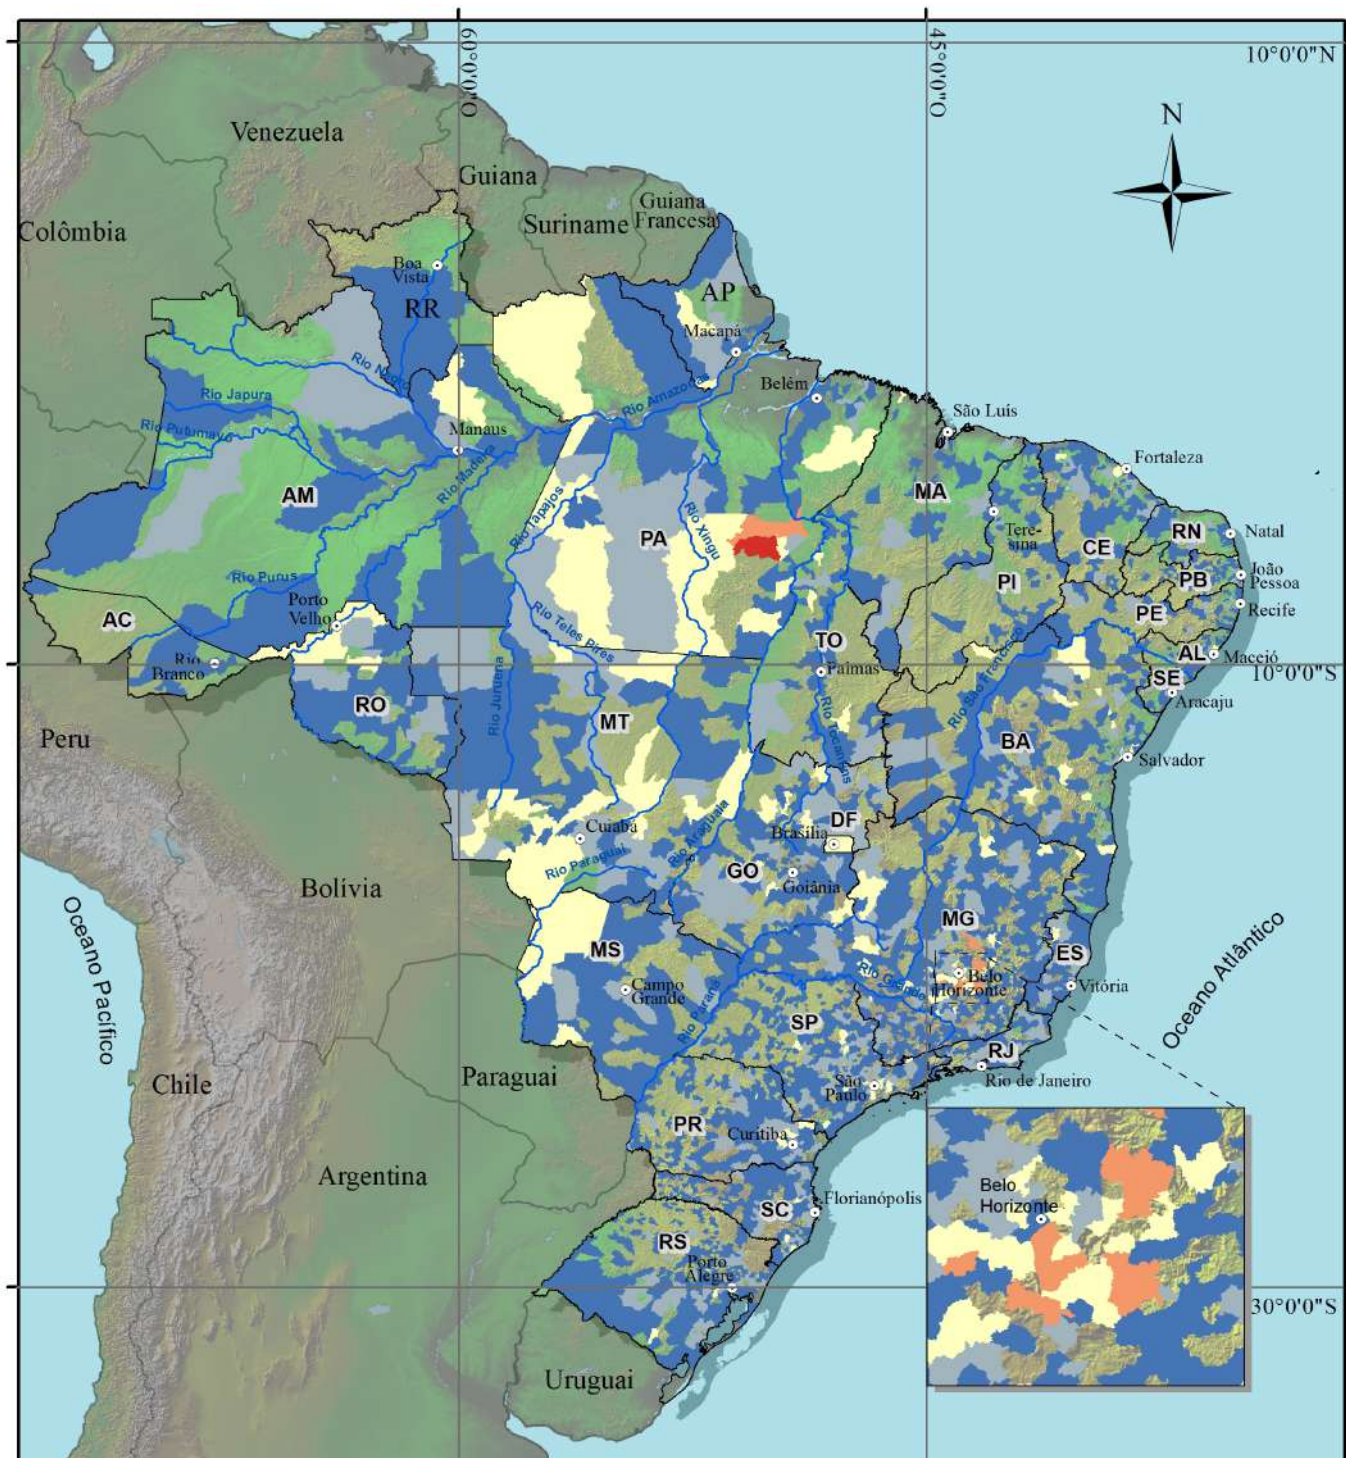 10°0'0"N
60°0'0"O
45°0'0"O
N
Venezuela
Guiana
Suriname
Guiana
Francesa
Colômbia
Boa
Vista
RR
AP
Macapá
Belém
São Luís
Rio Negro
Rio Amazonas
Rio Japura
Rio Putumayo
Manaus
Fortaleza
Rio Madeira
AM
MA
Rio Tapajós
Rio Xingu
PA
Tere-
sina
CE
RN
Natal
João
Pessoa
PB
PI
Rio Purus
Porto
Velho
PE
Recife
AC
Rio Teles Pires
TO
Rio São Francisco
Rio
Branco
Palmas
AL
Maceió
10°0'0"S
SE
Aracaju
RO
Rio Juruena
MT
Rio Tocantins
BA
Peru
Salvador
Cuiabá
Rio Araguaia
DF
Brasília
Rio Paraguai
GO
Goiânia
Bolívia
Oceano Pacífico
MG
MS
ES
Oceano Atlântico
Campo
Grande
Rio Grande
Belo
Horizonte
Vitória
Rio Paraná
SP
RJ
Rio de Janeiro
Chile
Paraguai
São
Paulo
PR
Curitiba
Argentina
Florianópolis
SC
Belo
Horizonte
RS
Porto
Alegre
30°0'0"S
Uruguai